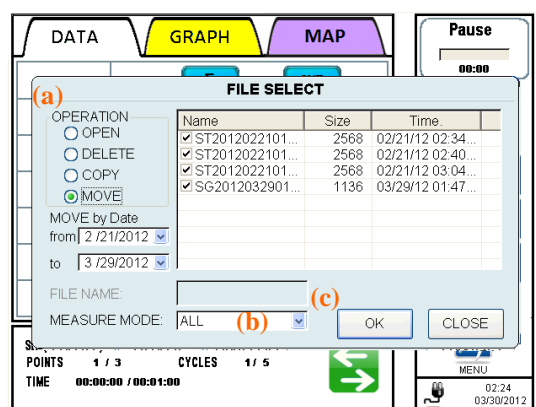 DATA GRAPH MAP
Pause
00:00
(a)
FILE SELECT
OPERATION
OPEN
DELETE
COPY
MOVE
Name Size Time.
ST2012022101... 2568 02/21/12 02:34...
ST2012022101... 2568 02/21/12 02:40...
ST2012022101... 2568 02/21/12 03:04...
SG2012032901... 1136 03/29/12 01:47...
MOVE by Date
from 2 /21/2012
to 3 /29/2012
FILE NAME:
(c)
MEASURE MODE: ALL (b)
OK CLOSE
POINTS 1 / 3 CYCLES 1/ 5
TIME 00:00:00 / 00:01:00
MENU
02:24
03/30/2012